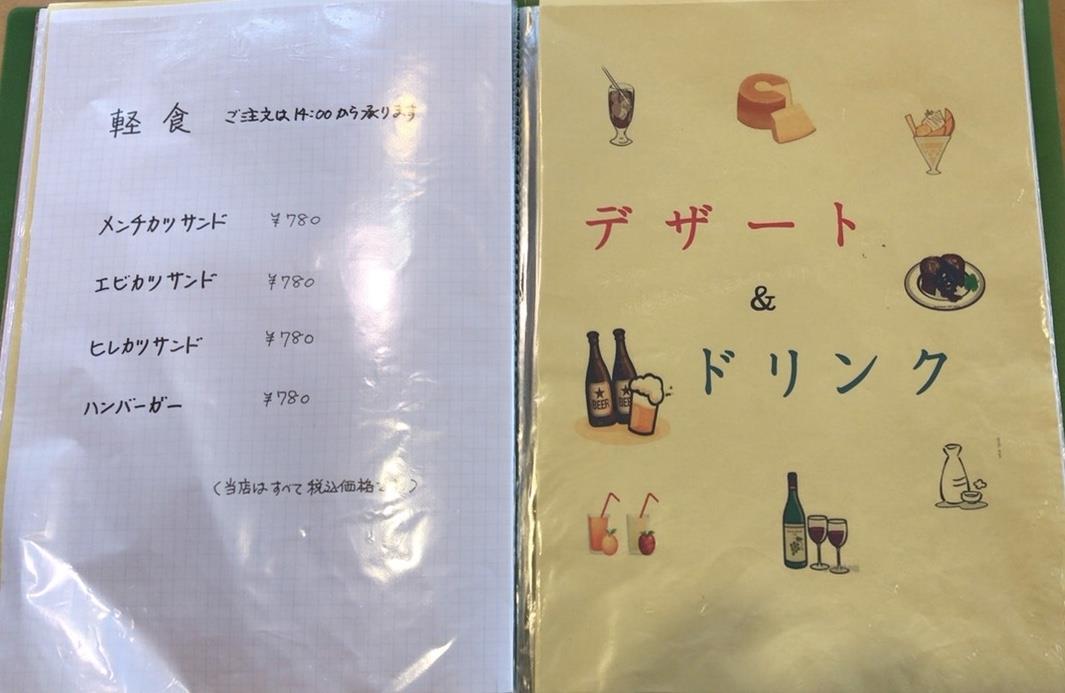 軽食 ご注文は14:00から承ります
メンチカツサンド ¥780
エビカツサンド ¥780
ヒレカツサンド ¥780
ハンバーガー ¥780
(当店はすべて税込価格 )
デザート
&
ドリンク
BEER